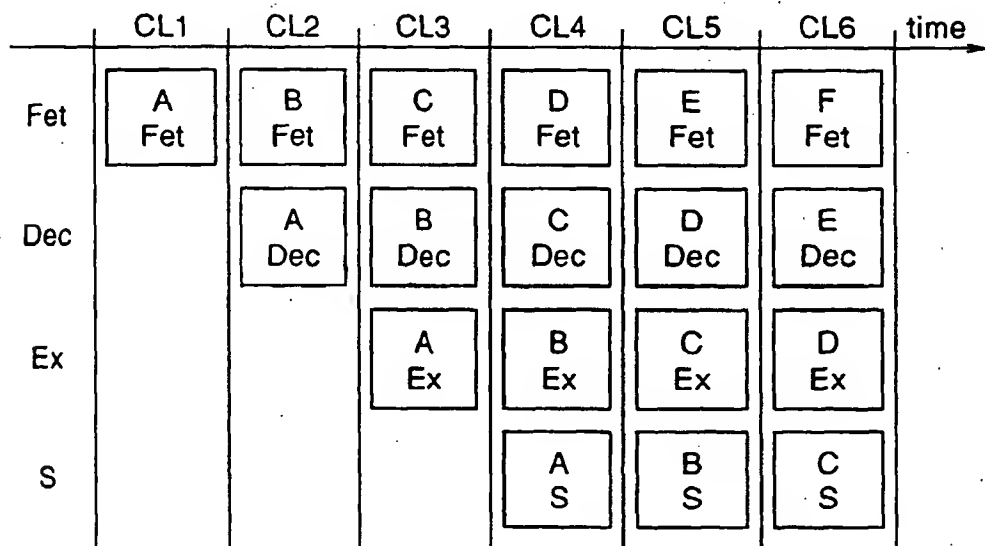 CL1 CL2 CL3 CL4 CL5 CL6 time
Fet
A B C D E F
Fet Fet Fet Fet Fet Fet
Dec
A B C D E
Dec Dec Dec Dec Dec
Ex
A B C D
Ex Ex Ex Ex
S
A B C
S S S